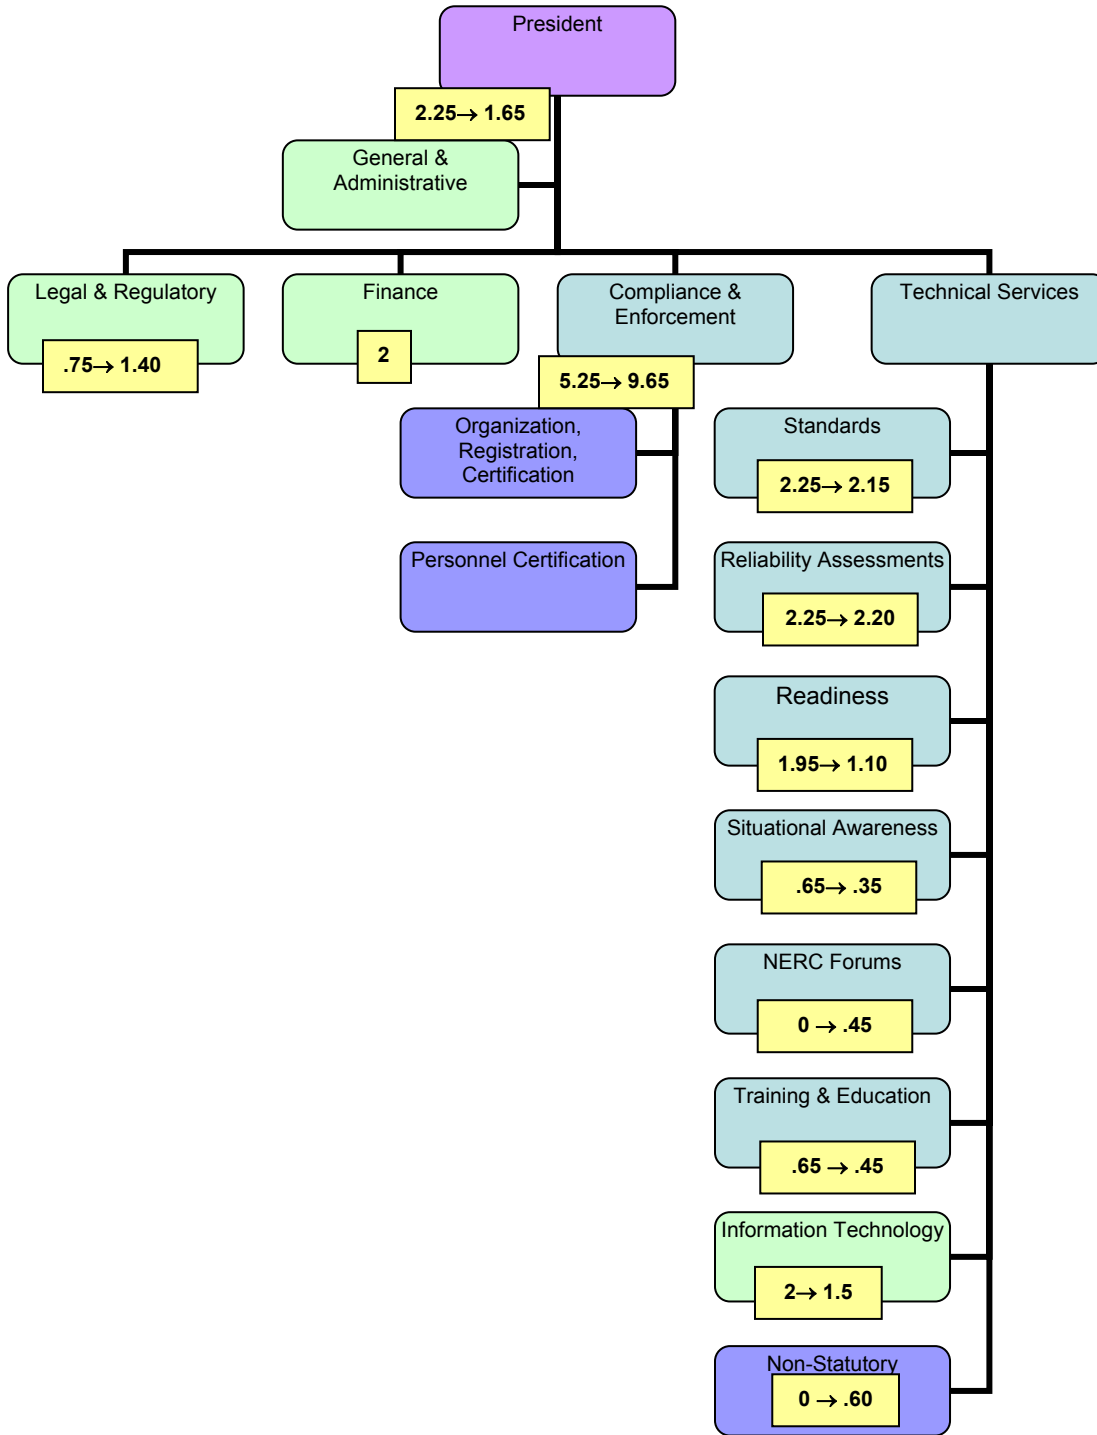 President
2.25→ 1.65
General &
Administrative
Legal & Regulatory
.75→ 1.40
Finance
2
Compliance &
Enforcement
5.25→ 9.65
Technical Services
Organization,
Registration,
Certification
Personnel Certification
Standards
2.25→ 2.15
Reliability Assessments
2.25→ 2.20
Readiness
1.95→ 1.10
Situational Awareness
.65→ .35
NERC Forums
0 → .45
Training & Education
.65 → .45
Information Technology
2→ 1.5
Non-Statutory
0 → .60